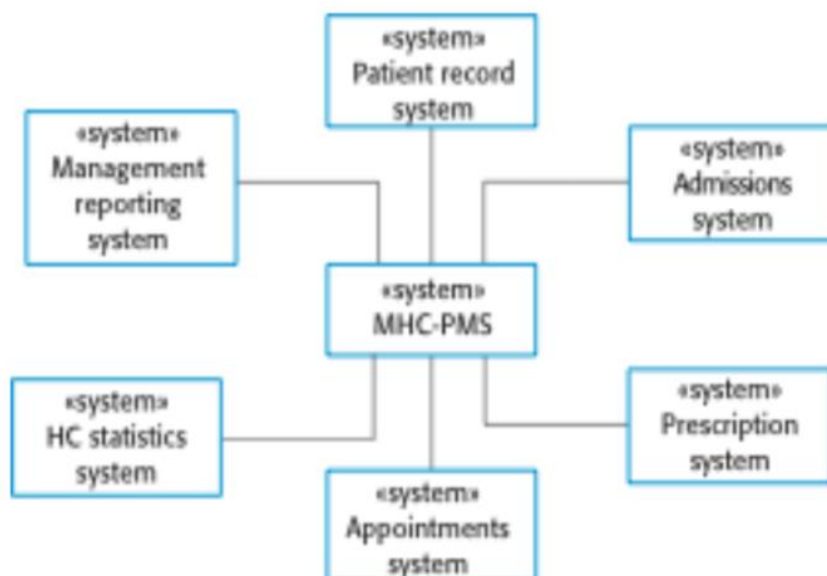 «system»
Patient record
system
«system»
Management
reporting
system
«system»
Admissions
system
«system»
MHC-PMS
«system»
HC statistics
system
«system»
Prescription
system
«system»
Appointments
system